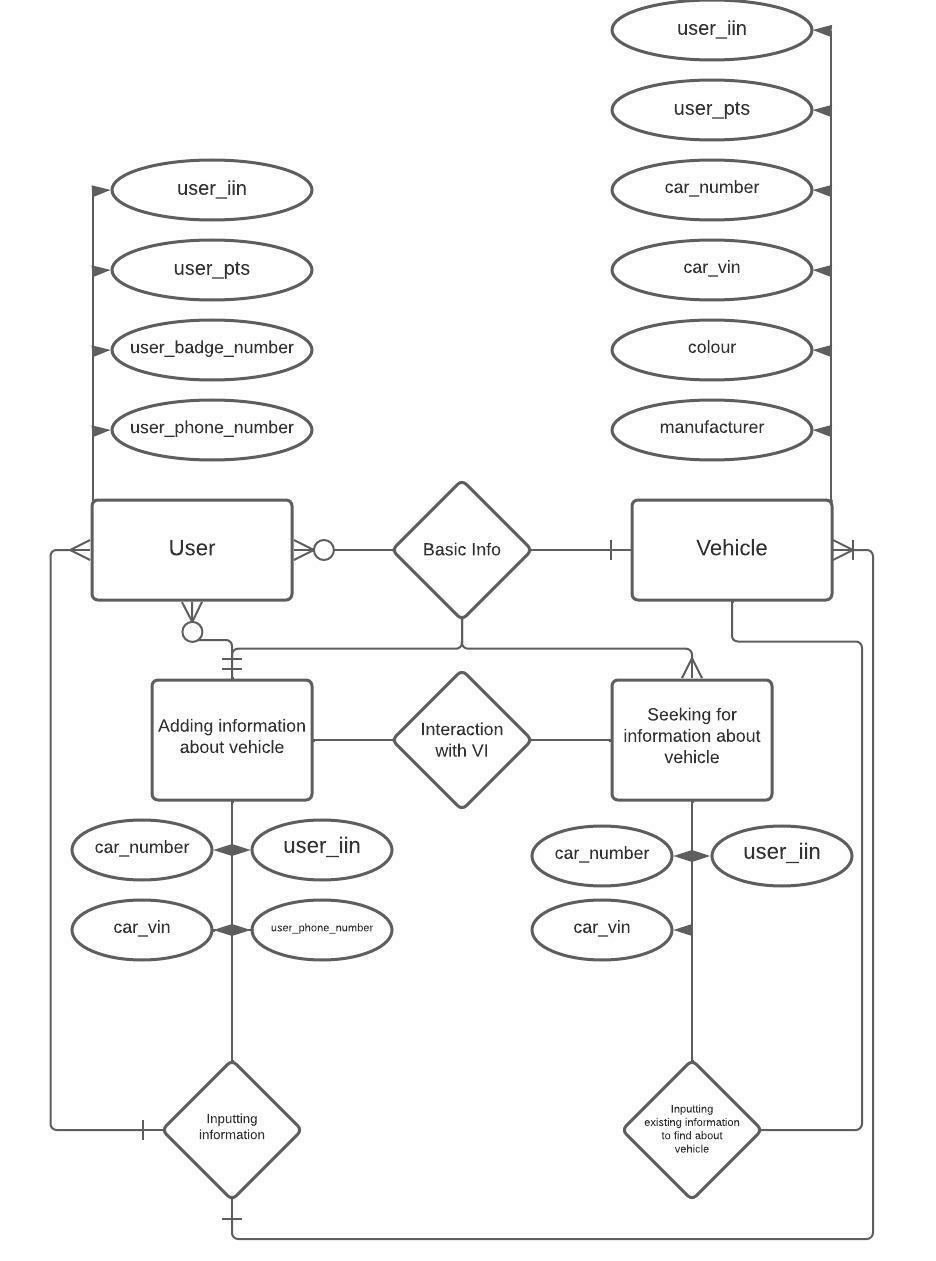 user_iin
user_pts
car_number
car_vin
colour
manufacturer
user_iin
user_pts
user_badge_number
user_phone_number
User
Basic Info
Vehicle
Adding information
about vehicle
Interaction
with VI
Seeking for
information about
vehicle
car_number
user_iin
car_vin
user_phone_number
car_number
user_iin
car_vin
Inputting
information
Inputting
existing information
to find about
vehicle